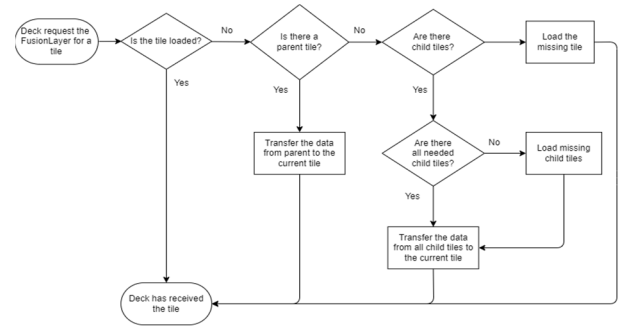 Deck request the
FusionLayer for a
tile
Is the tile loaded?
No
Is there a
parent tile?
No
Are there
child tiles?
Load the
missing tile
Yes
Yes
Yes
Transfer the data
from parent to the
current tile
Are there
all needed
child tiles?
No
Load missing
child tiles
Yes
Transfer the data
from all child tiles to
the current tile
Deck has received
the tile